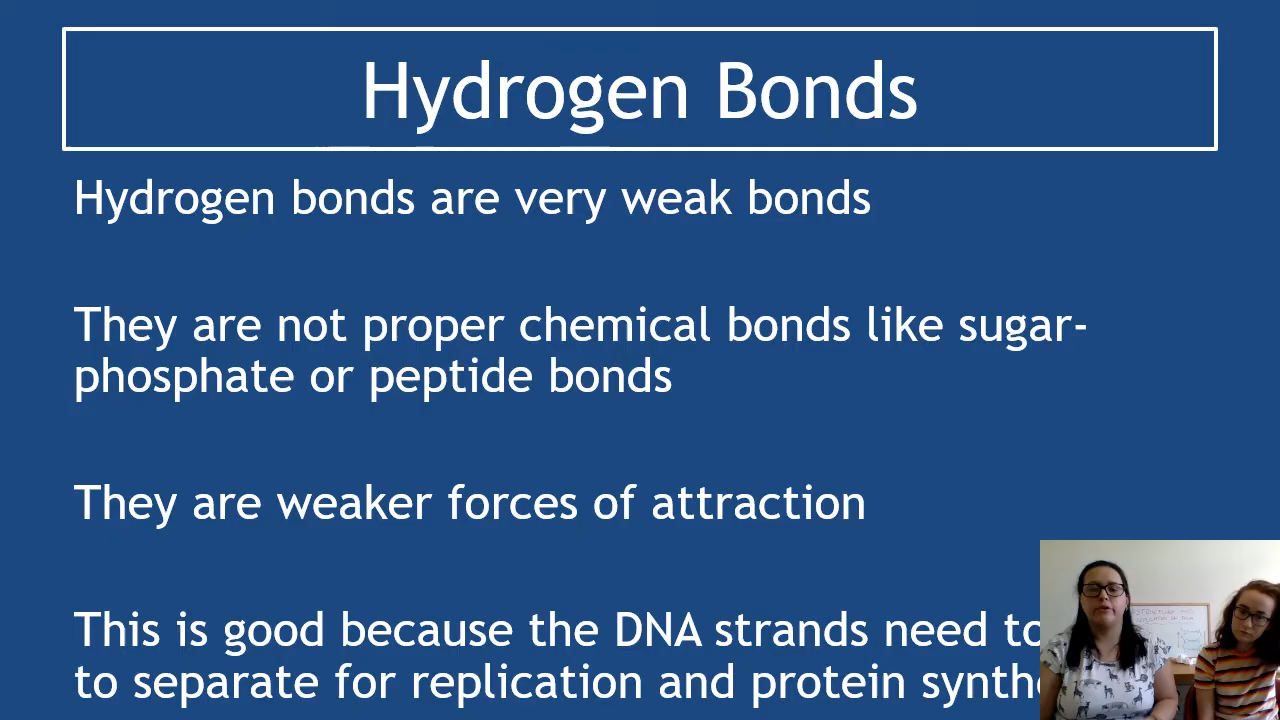 Hydrogen Bonds
Hydrogen bonds are very weak bonds
They are not proper chemical bonds like sugar-
phosphate or peptide bonds
They are weaker forces of attraction
This is good because the DNA strands need to
to separate for replication and protein synth